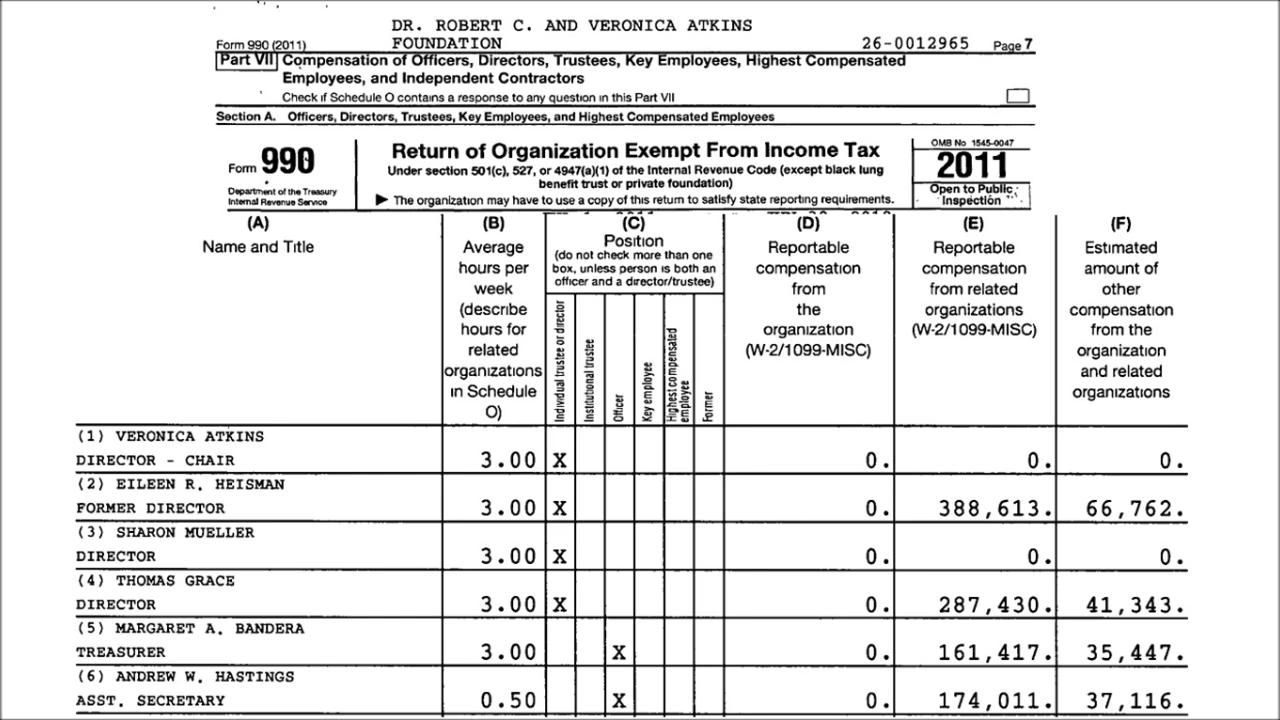 DR. ROBERT C. AND VERONICA ATKINS
Form 990 (2011) FOUNDATION 26-0012965 Page 7
Part VII Compensation of Officers, Directors, Trustees, Key Employees, Highest Compensated
Employees, and Independent Contractors
Check if Schedule O contains a response to any question in this Part VII
Section A. Officers, Directors, Trustees, Key Employees, and Highest Compensated Employees
Form 990
Department of the Treasury
Internal Revenue Service
Return of Organization Exempt From Income Tax
Under section 501(c), 527, or 4947(a)(1) of the Internal Revenue Code (except black lung
benefit trust or private foundation)
▶ The organization may have to use a copy of this return to satisfy state reporting requirements.
OMB No 1545-0047
2011
Open to Public
Inspection
(A)
Name and Title
(B)
Average
hours per
week
(describe
hours for
related
organizations
in Schedule
O)
(C)
Position
(do not check more than one
box, unless person is both an
officer and a director/trustee)
Individual trustee or director
Institutional trustee
Officer
Key employee
Highest compensated
employee
Former
(D)
Reportable
compensation
from
the
organization
(W-2/1099-MISC)
(E)
Reportable
compensation
from related
organizations
(W-2/1099-MISC)
(F)
Estimated
amount of
other
compensation
from the
organization
and related
organizations
(1) VERONICA ATKINS
DIRECTOR - CHAIR 3.00 X 0. 0. 0.
(2) EILEEN R. HEISMAN
FORMER DIRECTOR 3.00 X 0. 388,613. 66,762.
(3) SHARON MUELLER
DIRECTOR 3.00 X 0. 0. 0.
(4) THOMAS GRACE
DIRECTOR 3.00 X 0. 287,430. 41,343.
(5) MARGARET A. BANDERA
TREASURER 3.00 X 0. 161,417. 35,447.
(6) ANDREW W. HASTINGS
ASST. SECRETARY 0.50 X 0. 174,011. 37,116.